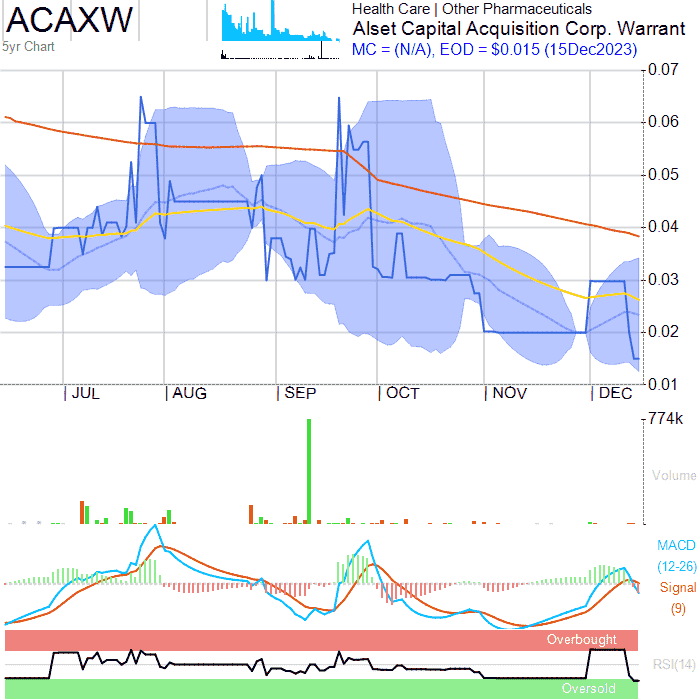 ACAXW
5yr Chart
Health Care | Other Pharmaceuticals
Alset Capital Acquisition Corp. Warrant
MC = (N/A), EOD = $0.015 (15Dec2023)
0.07
0.06
0.05
0.04
0.03
0.02
0.01
JUL AUG SEP OCT NOV DEC
774k
Volume
MACD
(12-26)
Signal
(9)
Overbought
RSI(14)
Oversold